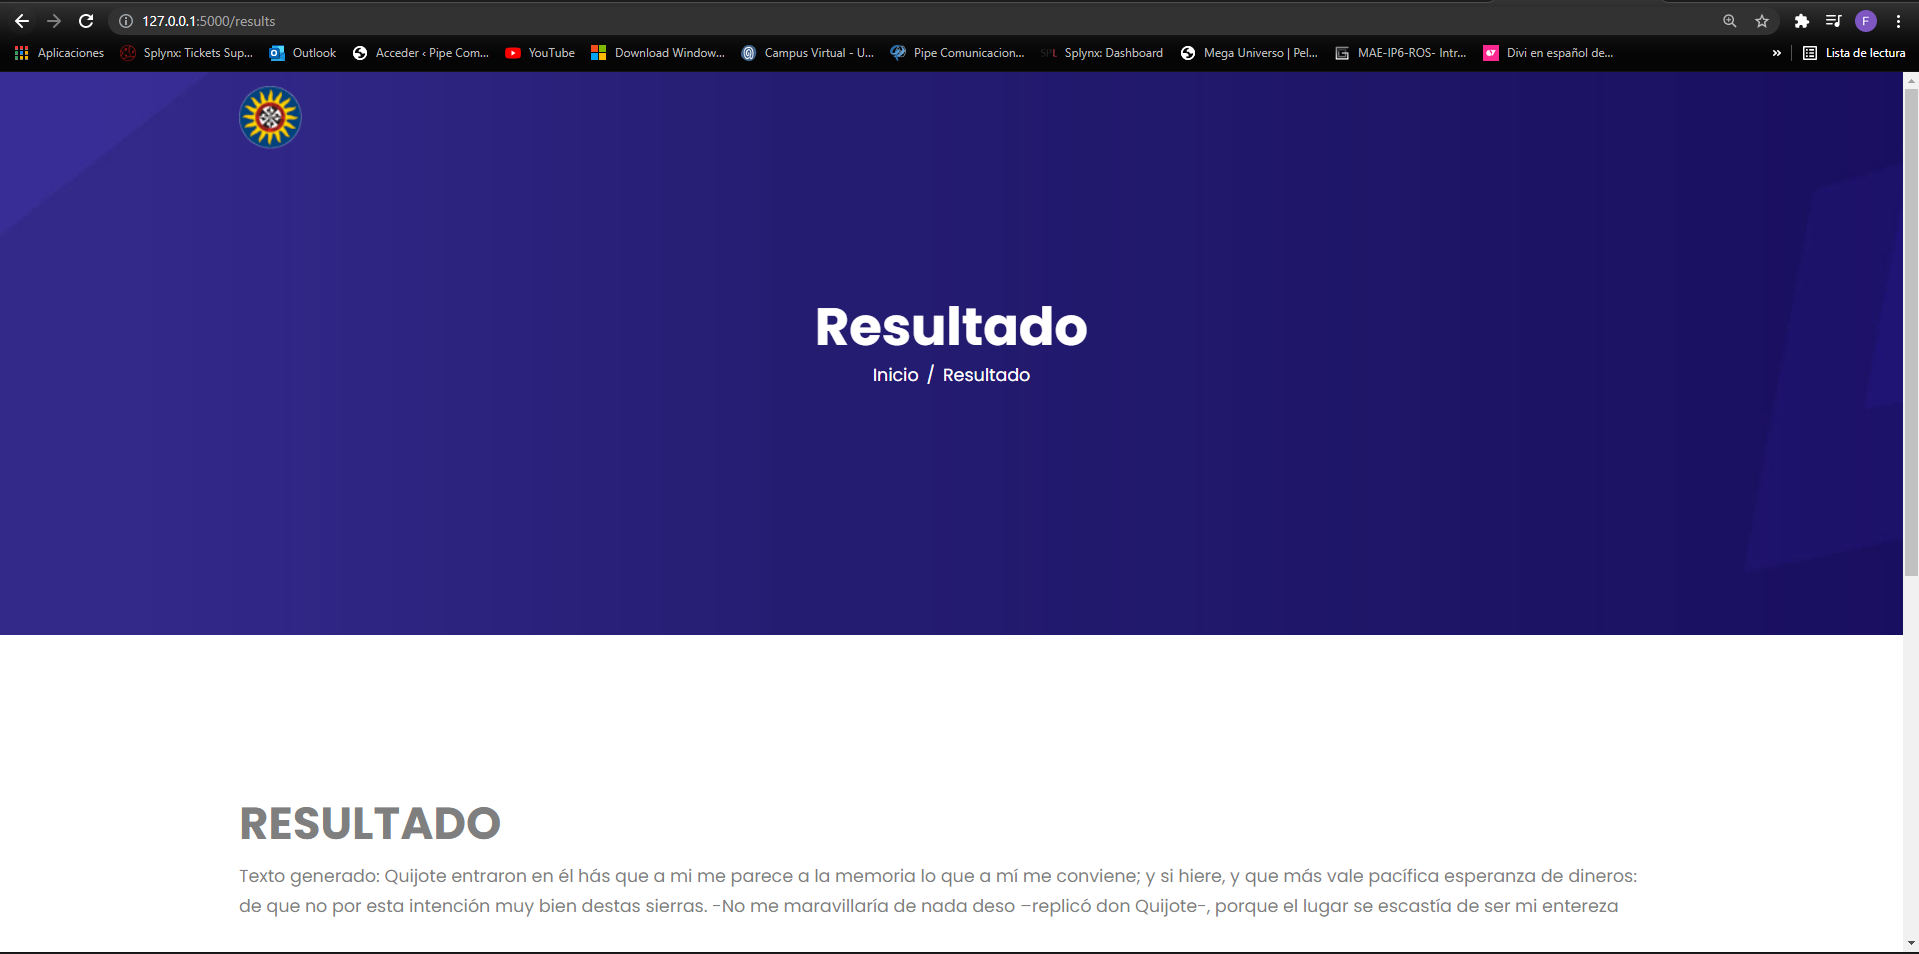 127.0.0.1:5000/results
F
Aplicaciones Splynx: Tickets Sup... Outlook Acceder ‹ Pipe Com... YouTube Download Window... Campus Virtual - U... Pipe Comunicacion... SPL Splynx: Dashboard Mega Universo | Pel... MAE-IP6-ROS- Intr... Divi en español de... » Lista de lectura
Resultado
Inicio / Resultado
RESULTADO
Texto generado: Quijote entraron en él hás que a mi me parece a la memoria lo que a mí me conviene; y si hiere, y que más vale pacífica esperanza de dineros:
de que no por esta intención muy bien destas sierras. -No me maravillaría de nada deso –replicó don Quijote-, porque el lugar se escastía de ser mi entereza